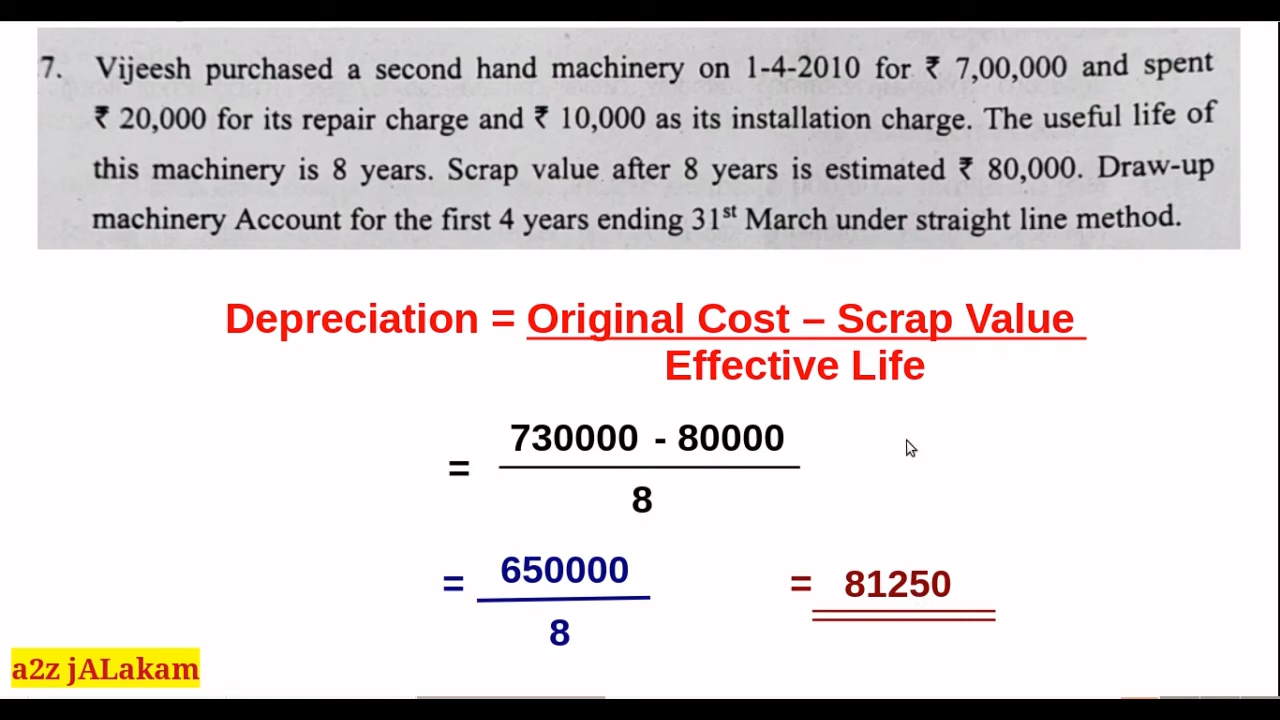 7. Vijeesh purchased a second hand machinery on 1-4-2010 for ₹ 7,00,000 and spent
₹ 20,000 for its repair charge and ₹ 10,000 as its installation charge. The useful life of
this machinery is 8 years. Scrap value after 8 years is estimated ₹ 80,000. Draw-up
machinery Account for the first 4 years ending 31st March under straight line method.
Depreciation = Original Cost – Scrap Value
Effective Life
= 730000 - 80000
8
= 650000 = 81250
8
a2z jALakam